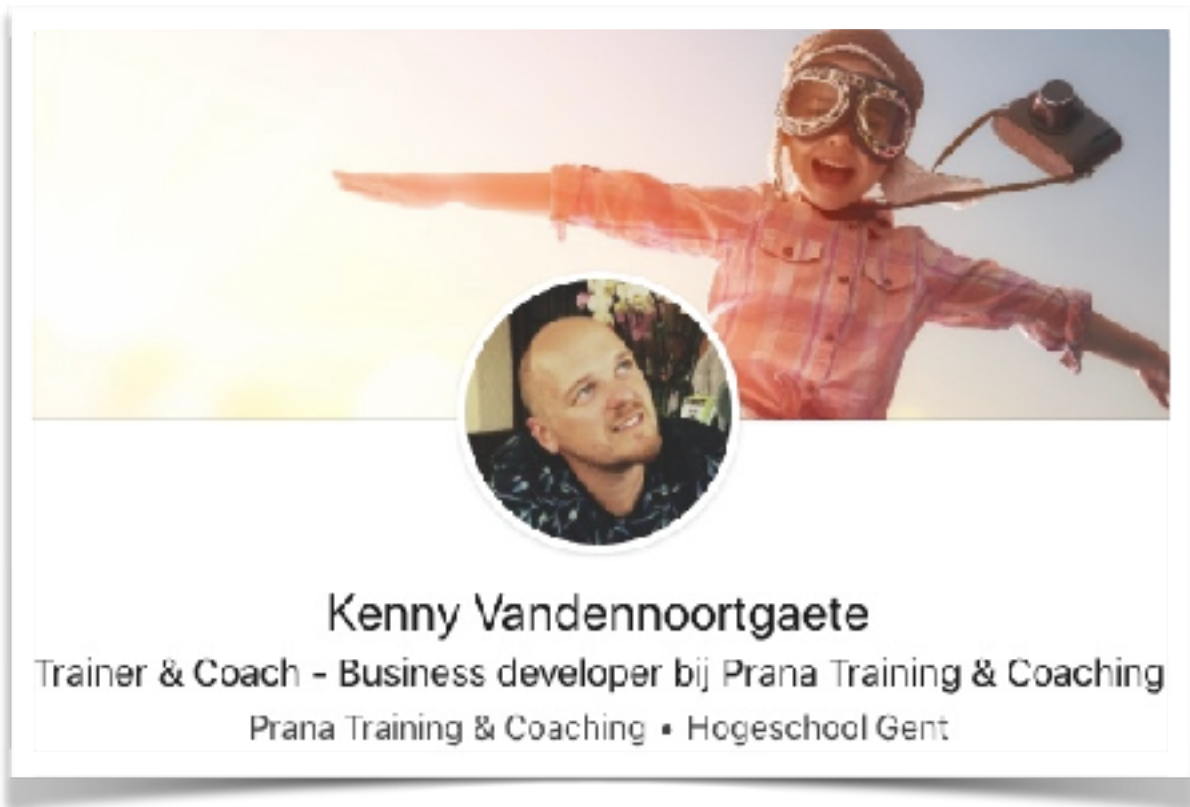 Kenny Vandennoortgaete
Trainer & Coach - Business developer bij Prana Training & Coaching
Prana Training & Coaching • Hogeschool Gent